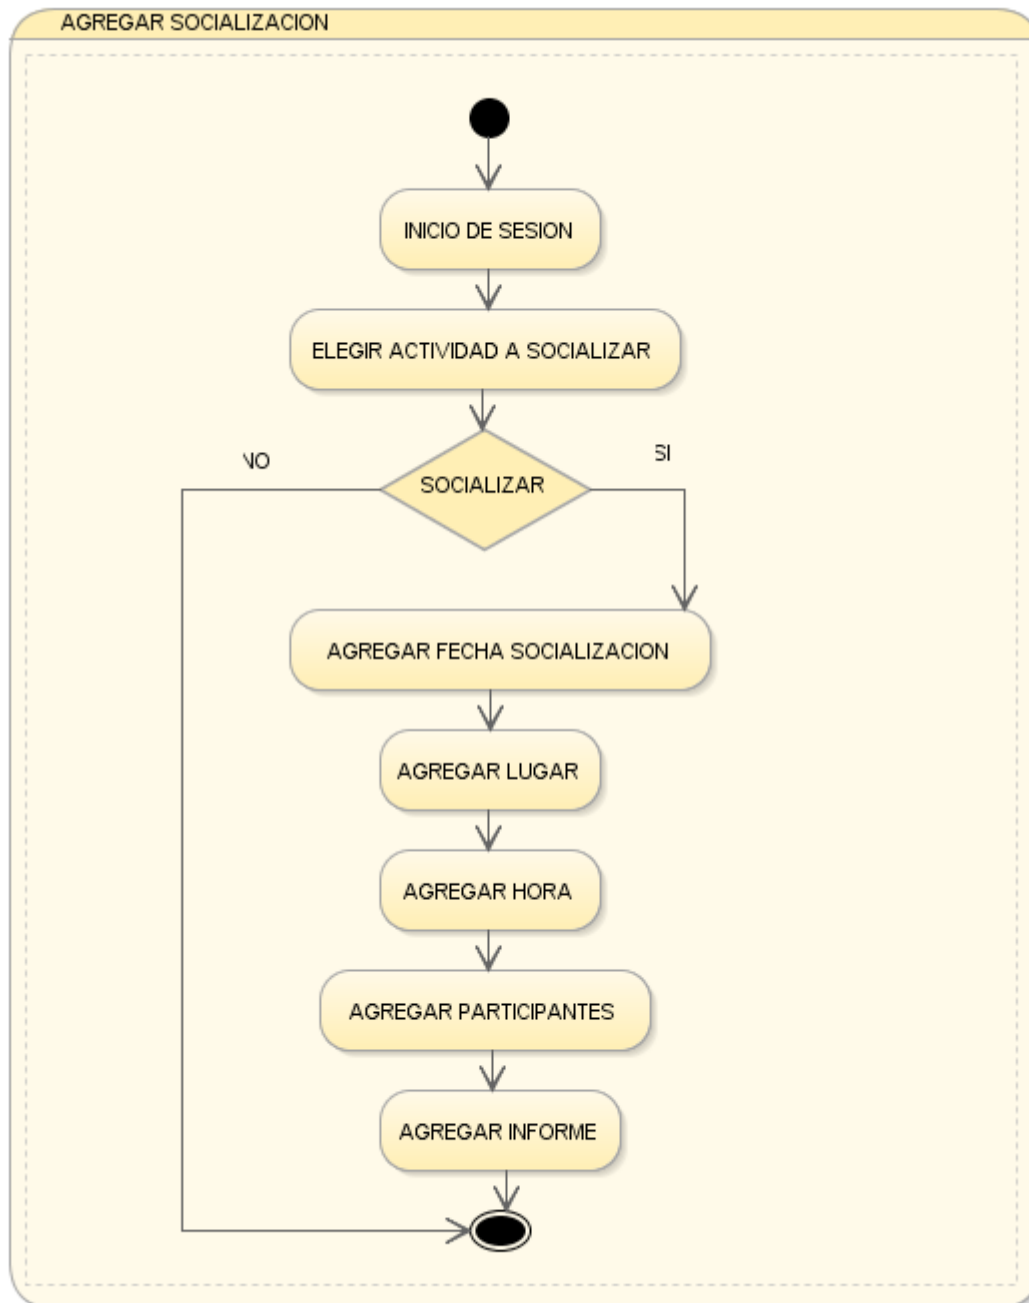 AGREGAR SOCIALIZACION
INICIO DE SESION
ELEGIR ACTIVIDAD A SOCIALIZAR
NO
SI
SOCIALIZAR
AGREGAR FECHA SOCIALIZACION
AGREGAR LUGAR
AGREGAR HORA
AGREGAR PARTICIPANTES
AGREGAR INFORME